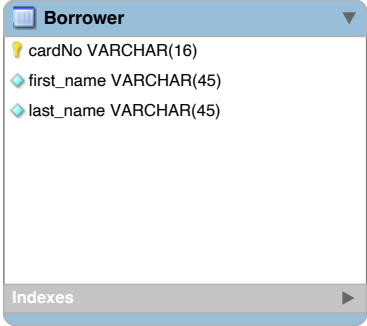 Borrower
cardNo VARCHAR(16)
first_name VARCHAR(45)
last_name VARCHAR(45)
Indexes